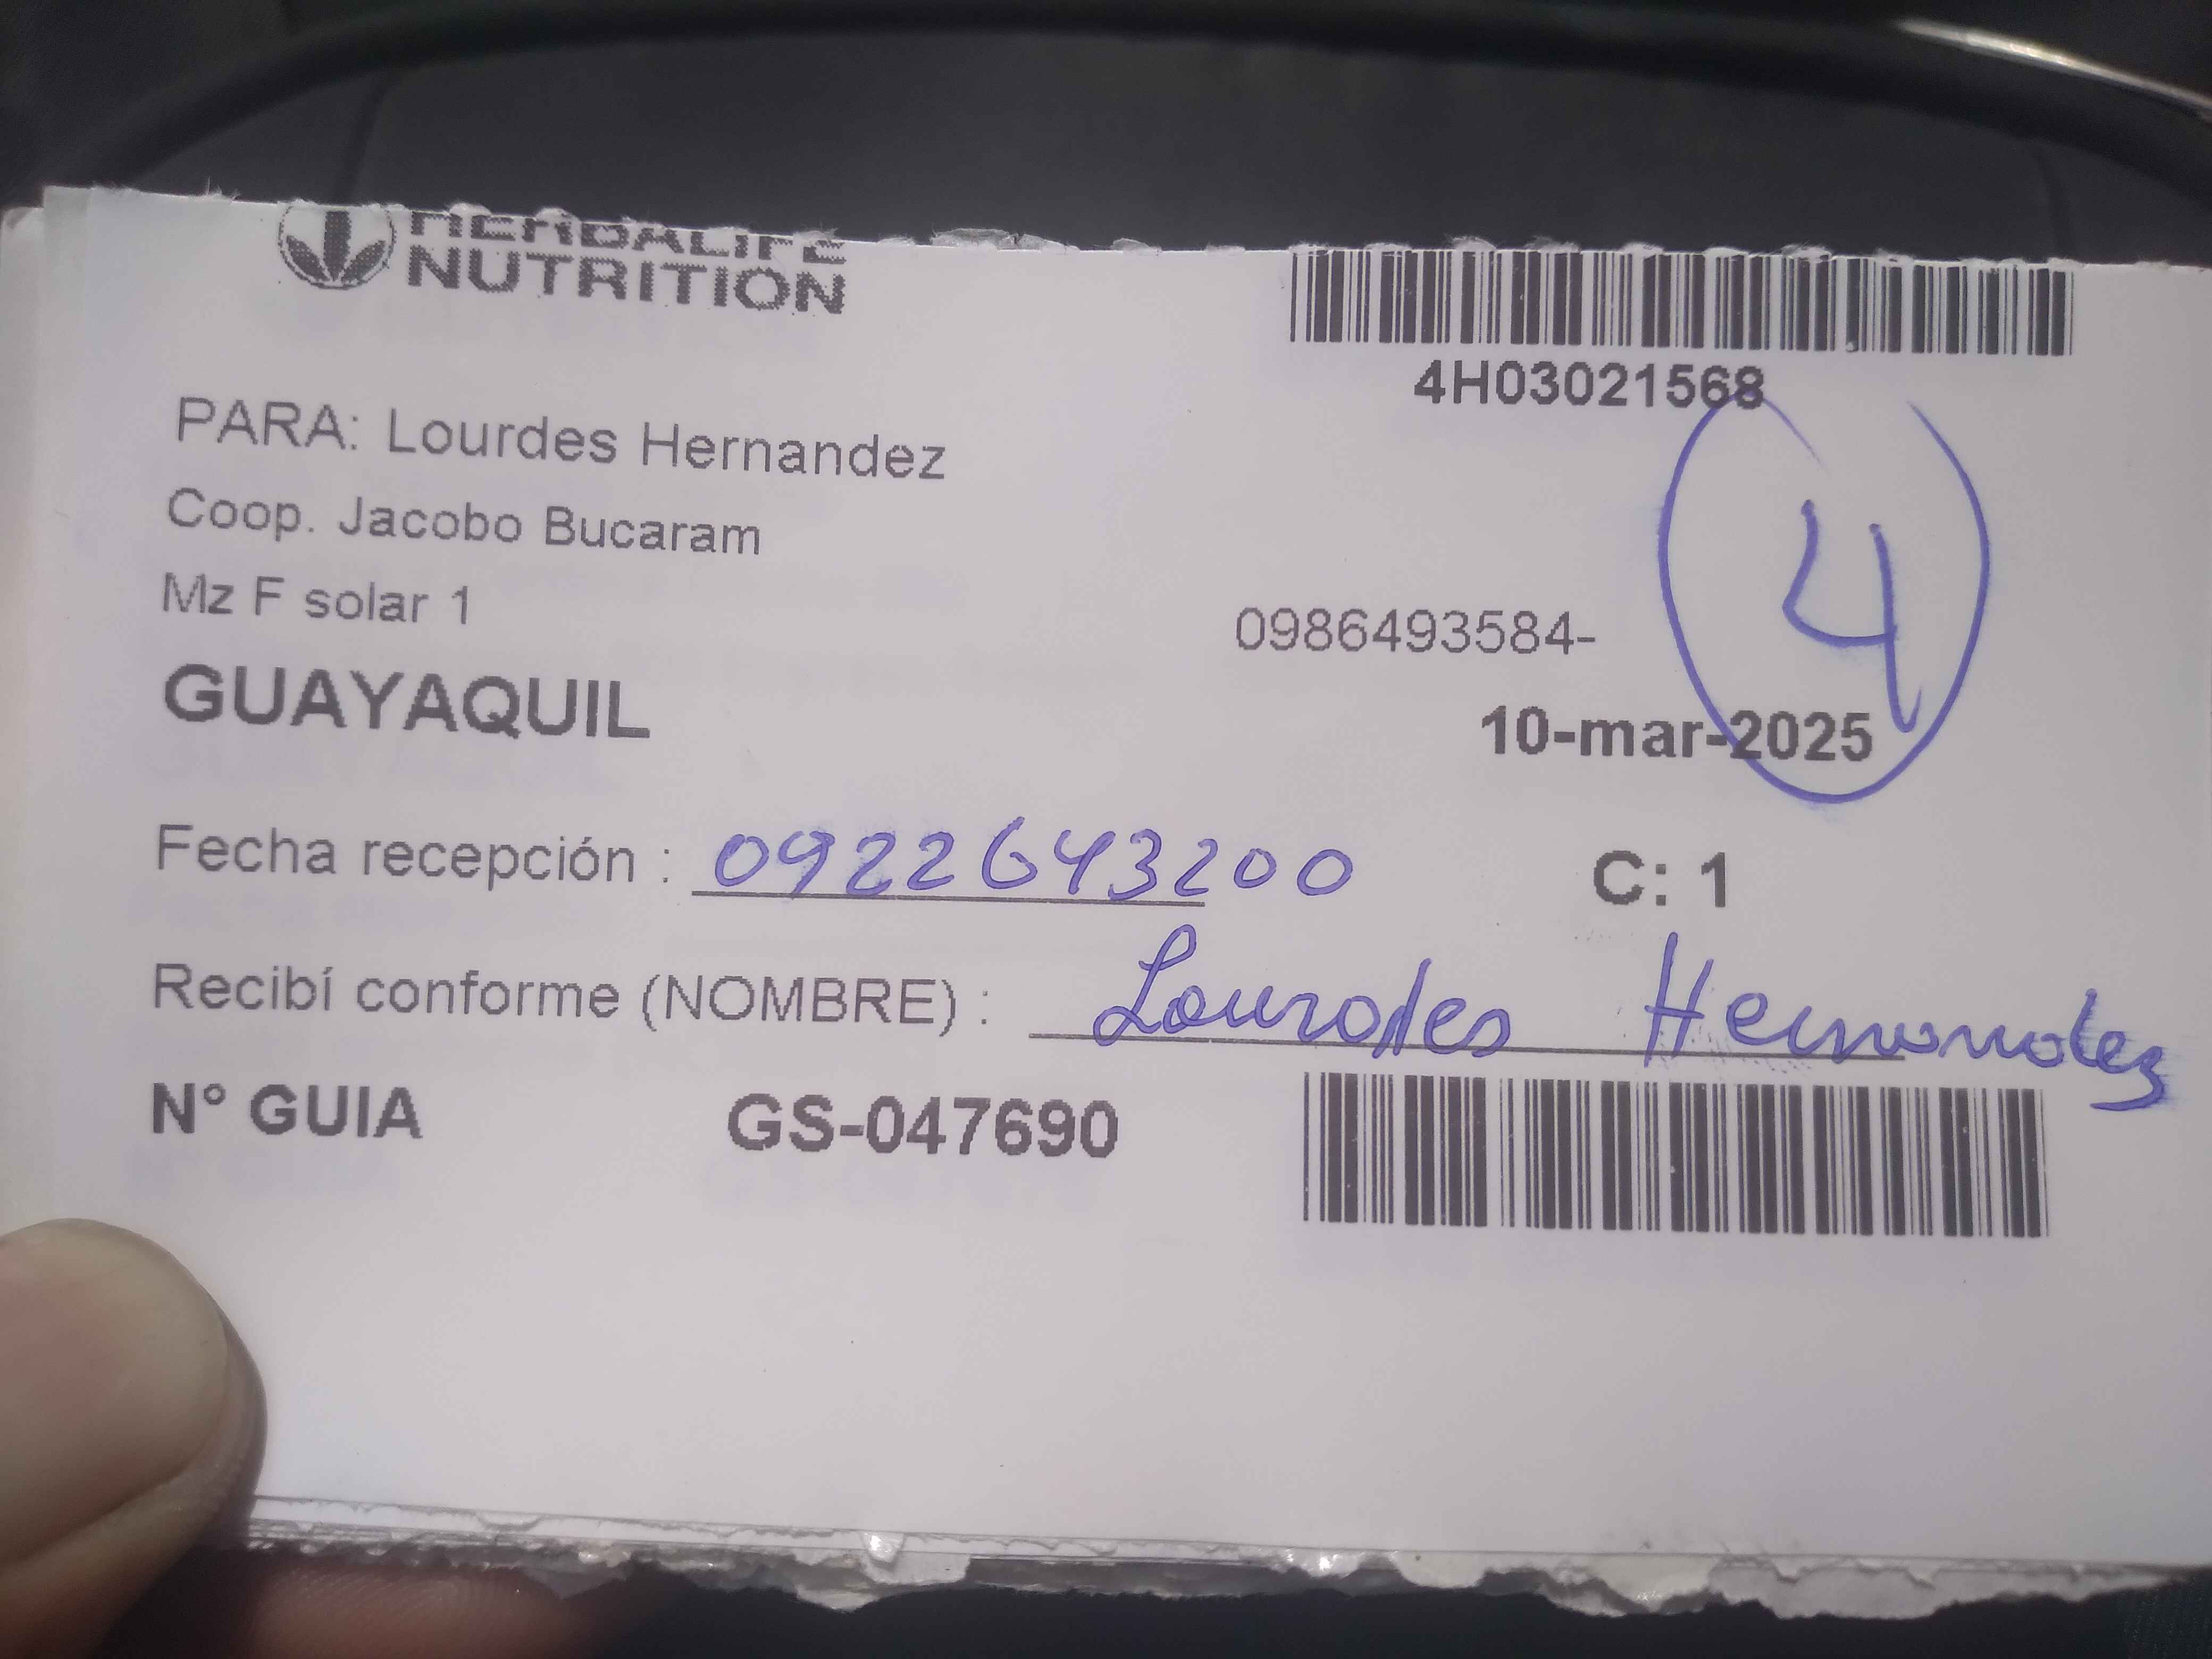 HERBALIFE
NUTRITION
4H03021568
PARA: Lourdes Hernandez
Coop. Jacobo Bucaram
Mz F solar 1
0986493584-
4
GUAYAQUIL
10-mar-2025
Fecha recepción : 0922643200
C: 1
Recibí conforme (NOMBRE) : Lourdes Hernandez
N° GUIA GS-047690